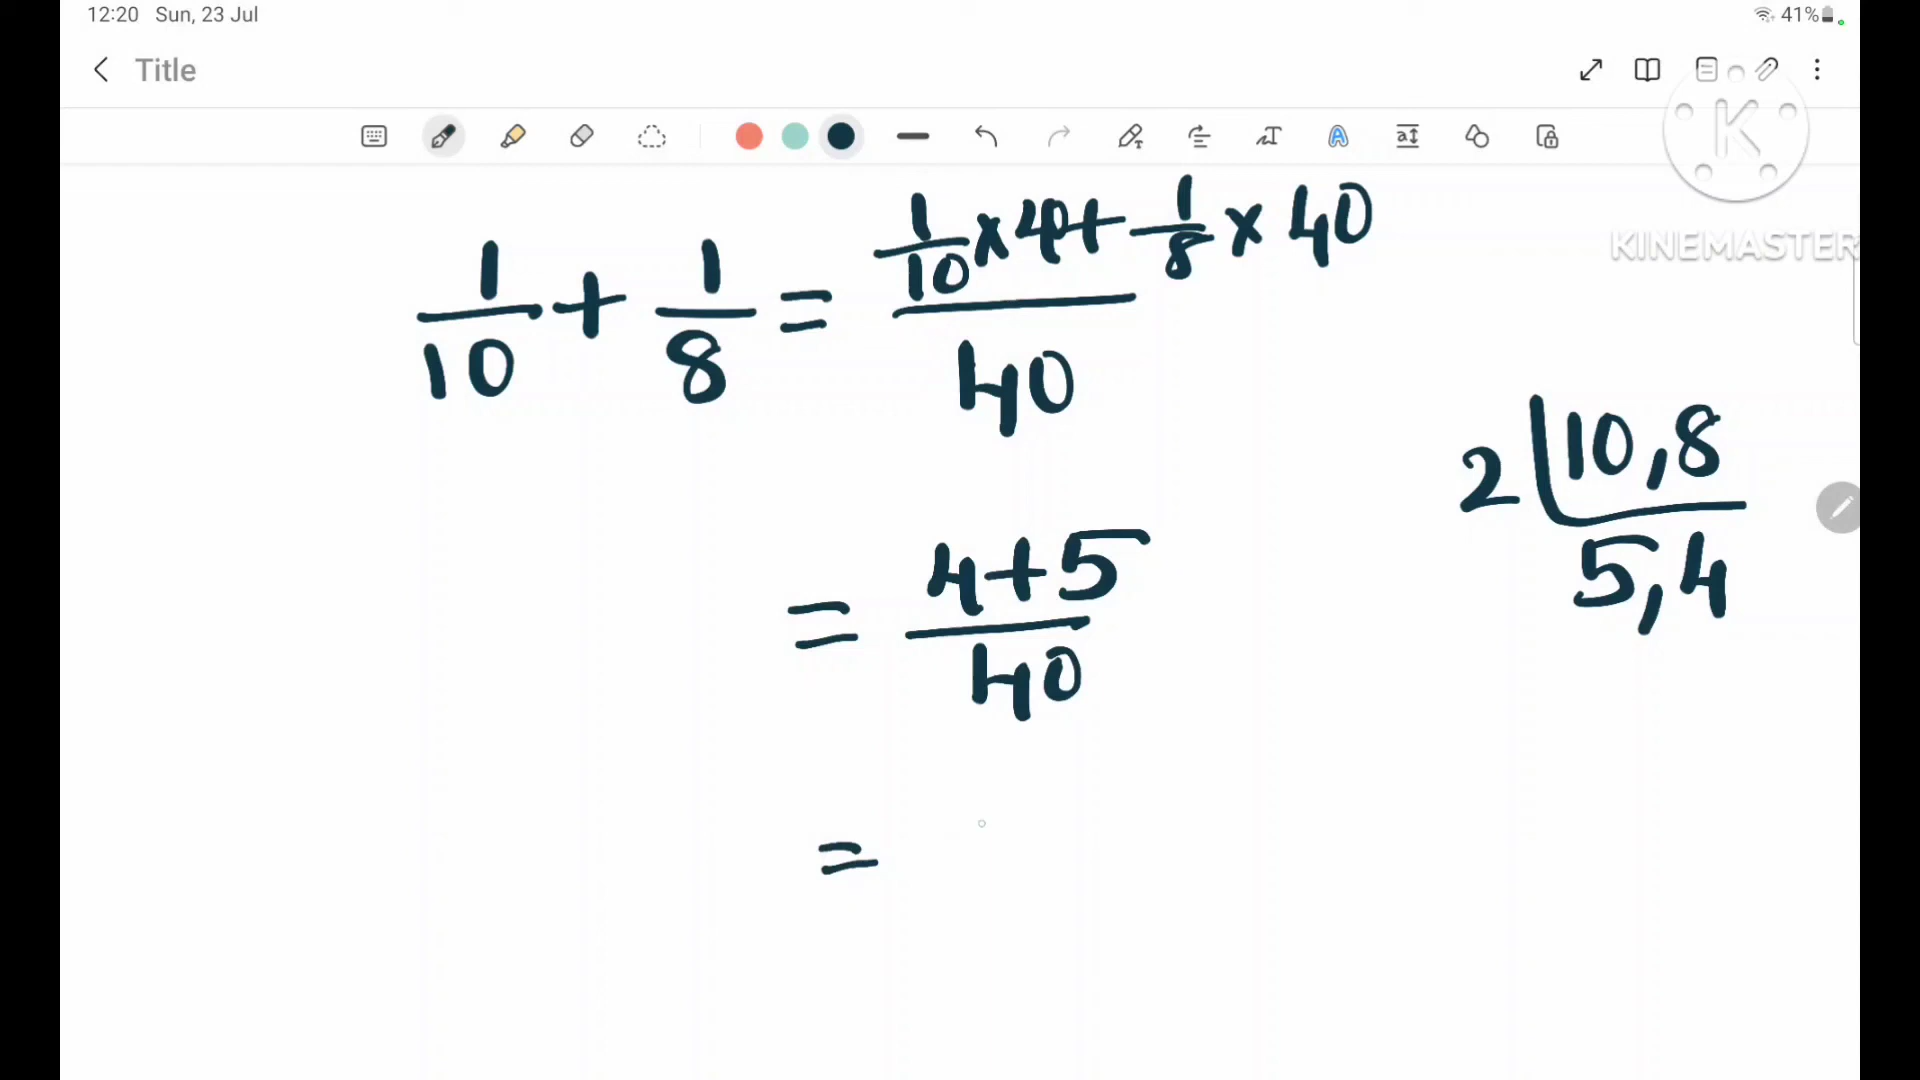 12:20 Sun, 23 Jul 41%
Title
K
KINEMASTER
1/10 + 1/8 = (1/10 × 40 + 1/8 × 40)/40
2 | 10, 8
5, 4
= (4+5)/40
=